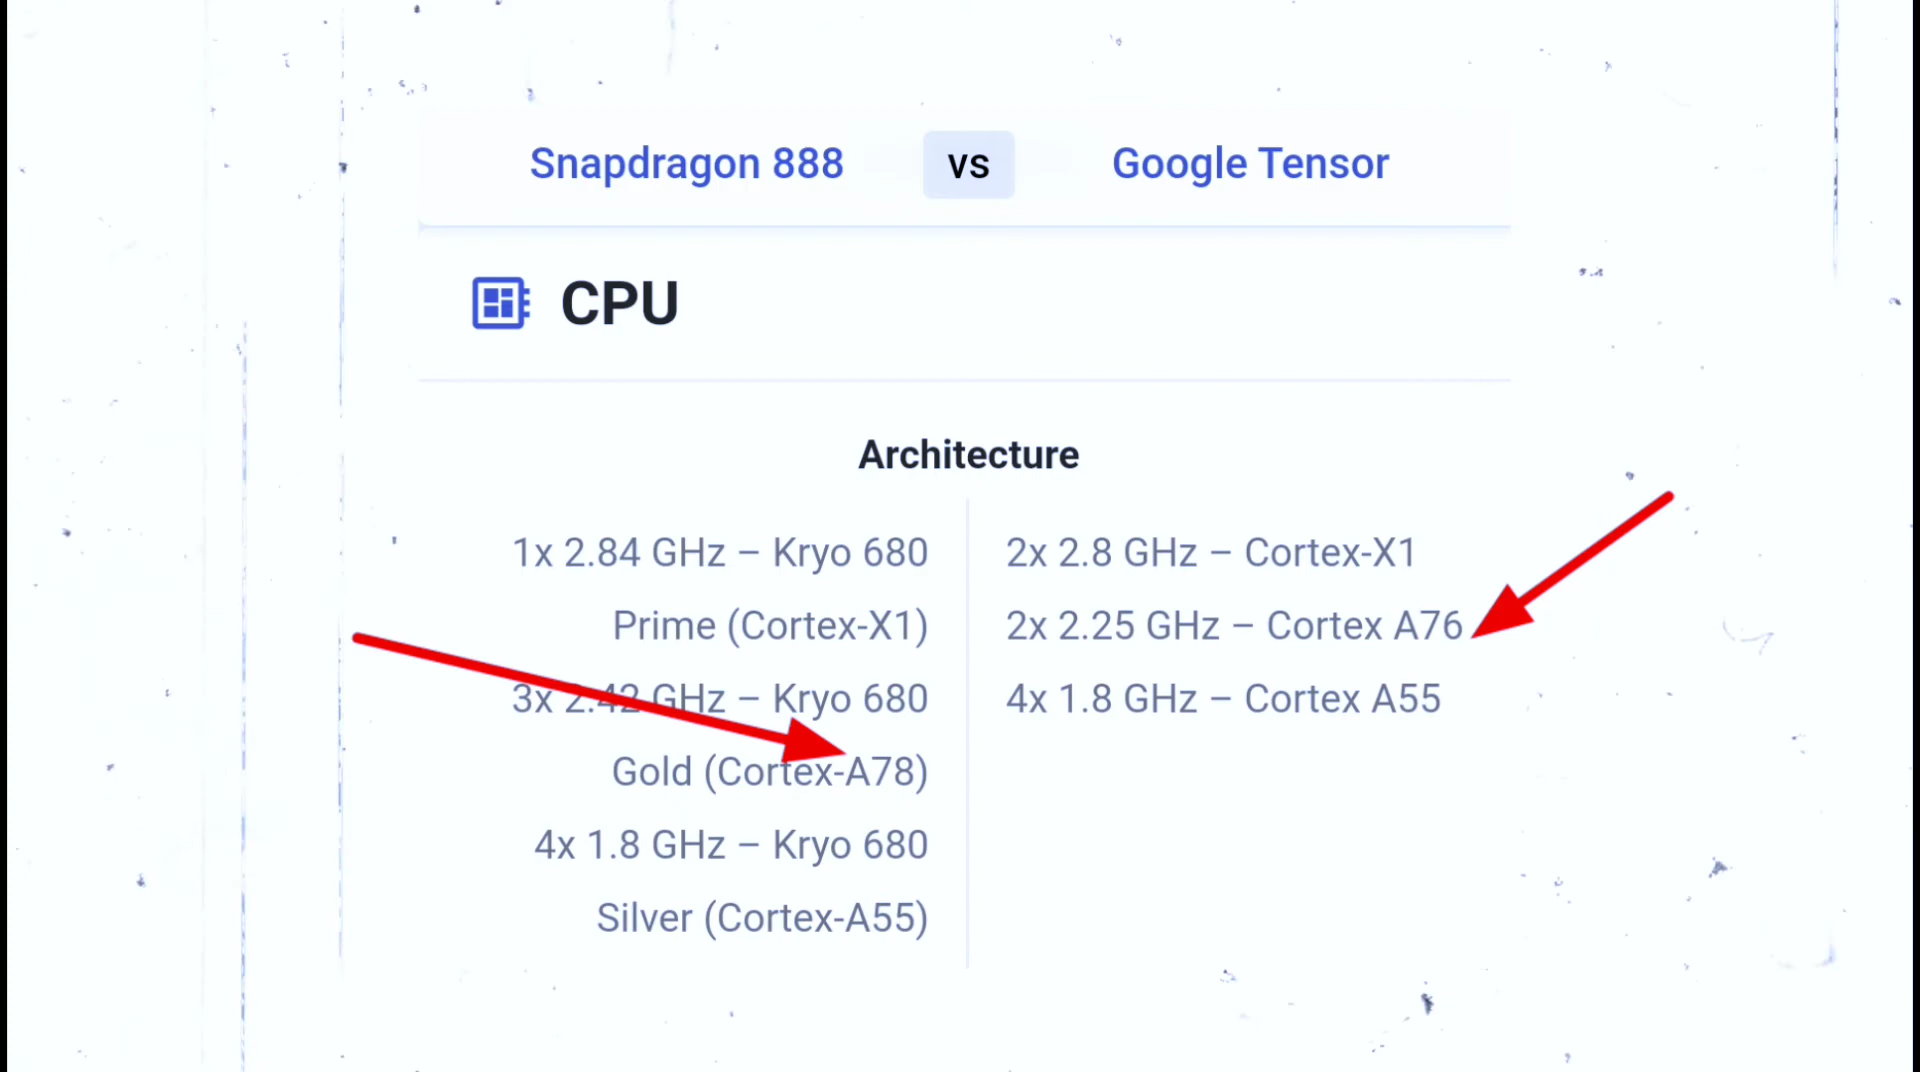 Snapdragon 888 VS Google Tensor
CPU
Architecture
1x 2.84 GHz – Kryo 680
Prime (Cortex-X1)
3x 2.42 GHz – Kryo 680
Gold (Cortex-A78)
4x 1.8 GHz – Kryo 680
Silver (Cortex-A55)
2x 2.8 GHz – Cortex-X1
2x 2.25 GHz – Cortex A76
4x 1.8 GHz – Cortex A55